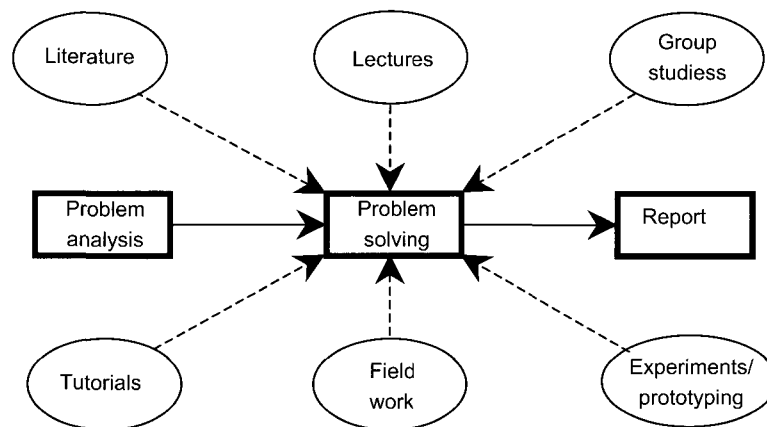 Literature
Lectures
Group
studiess
Problem
analysis
Problem
solving
Report
Tutorials
Field
work
Experiments/
prototyping